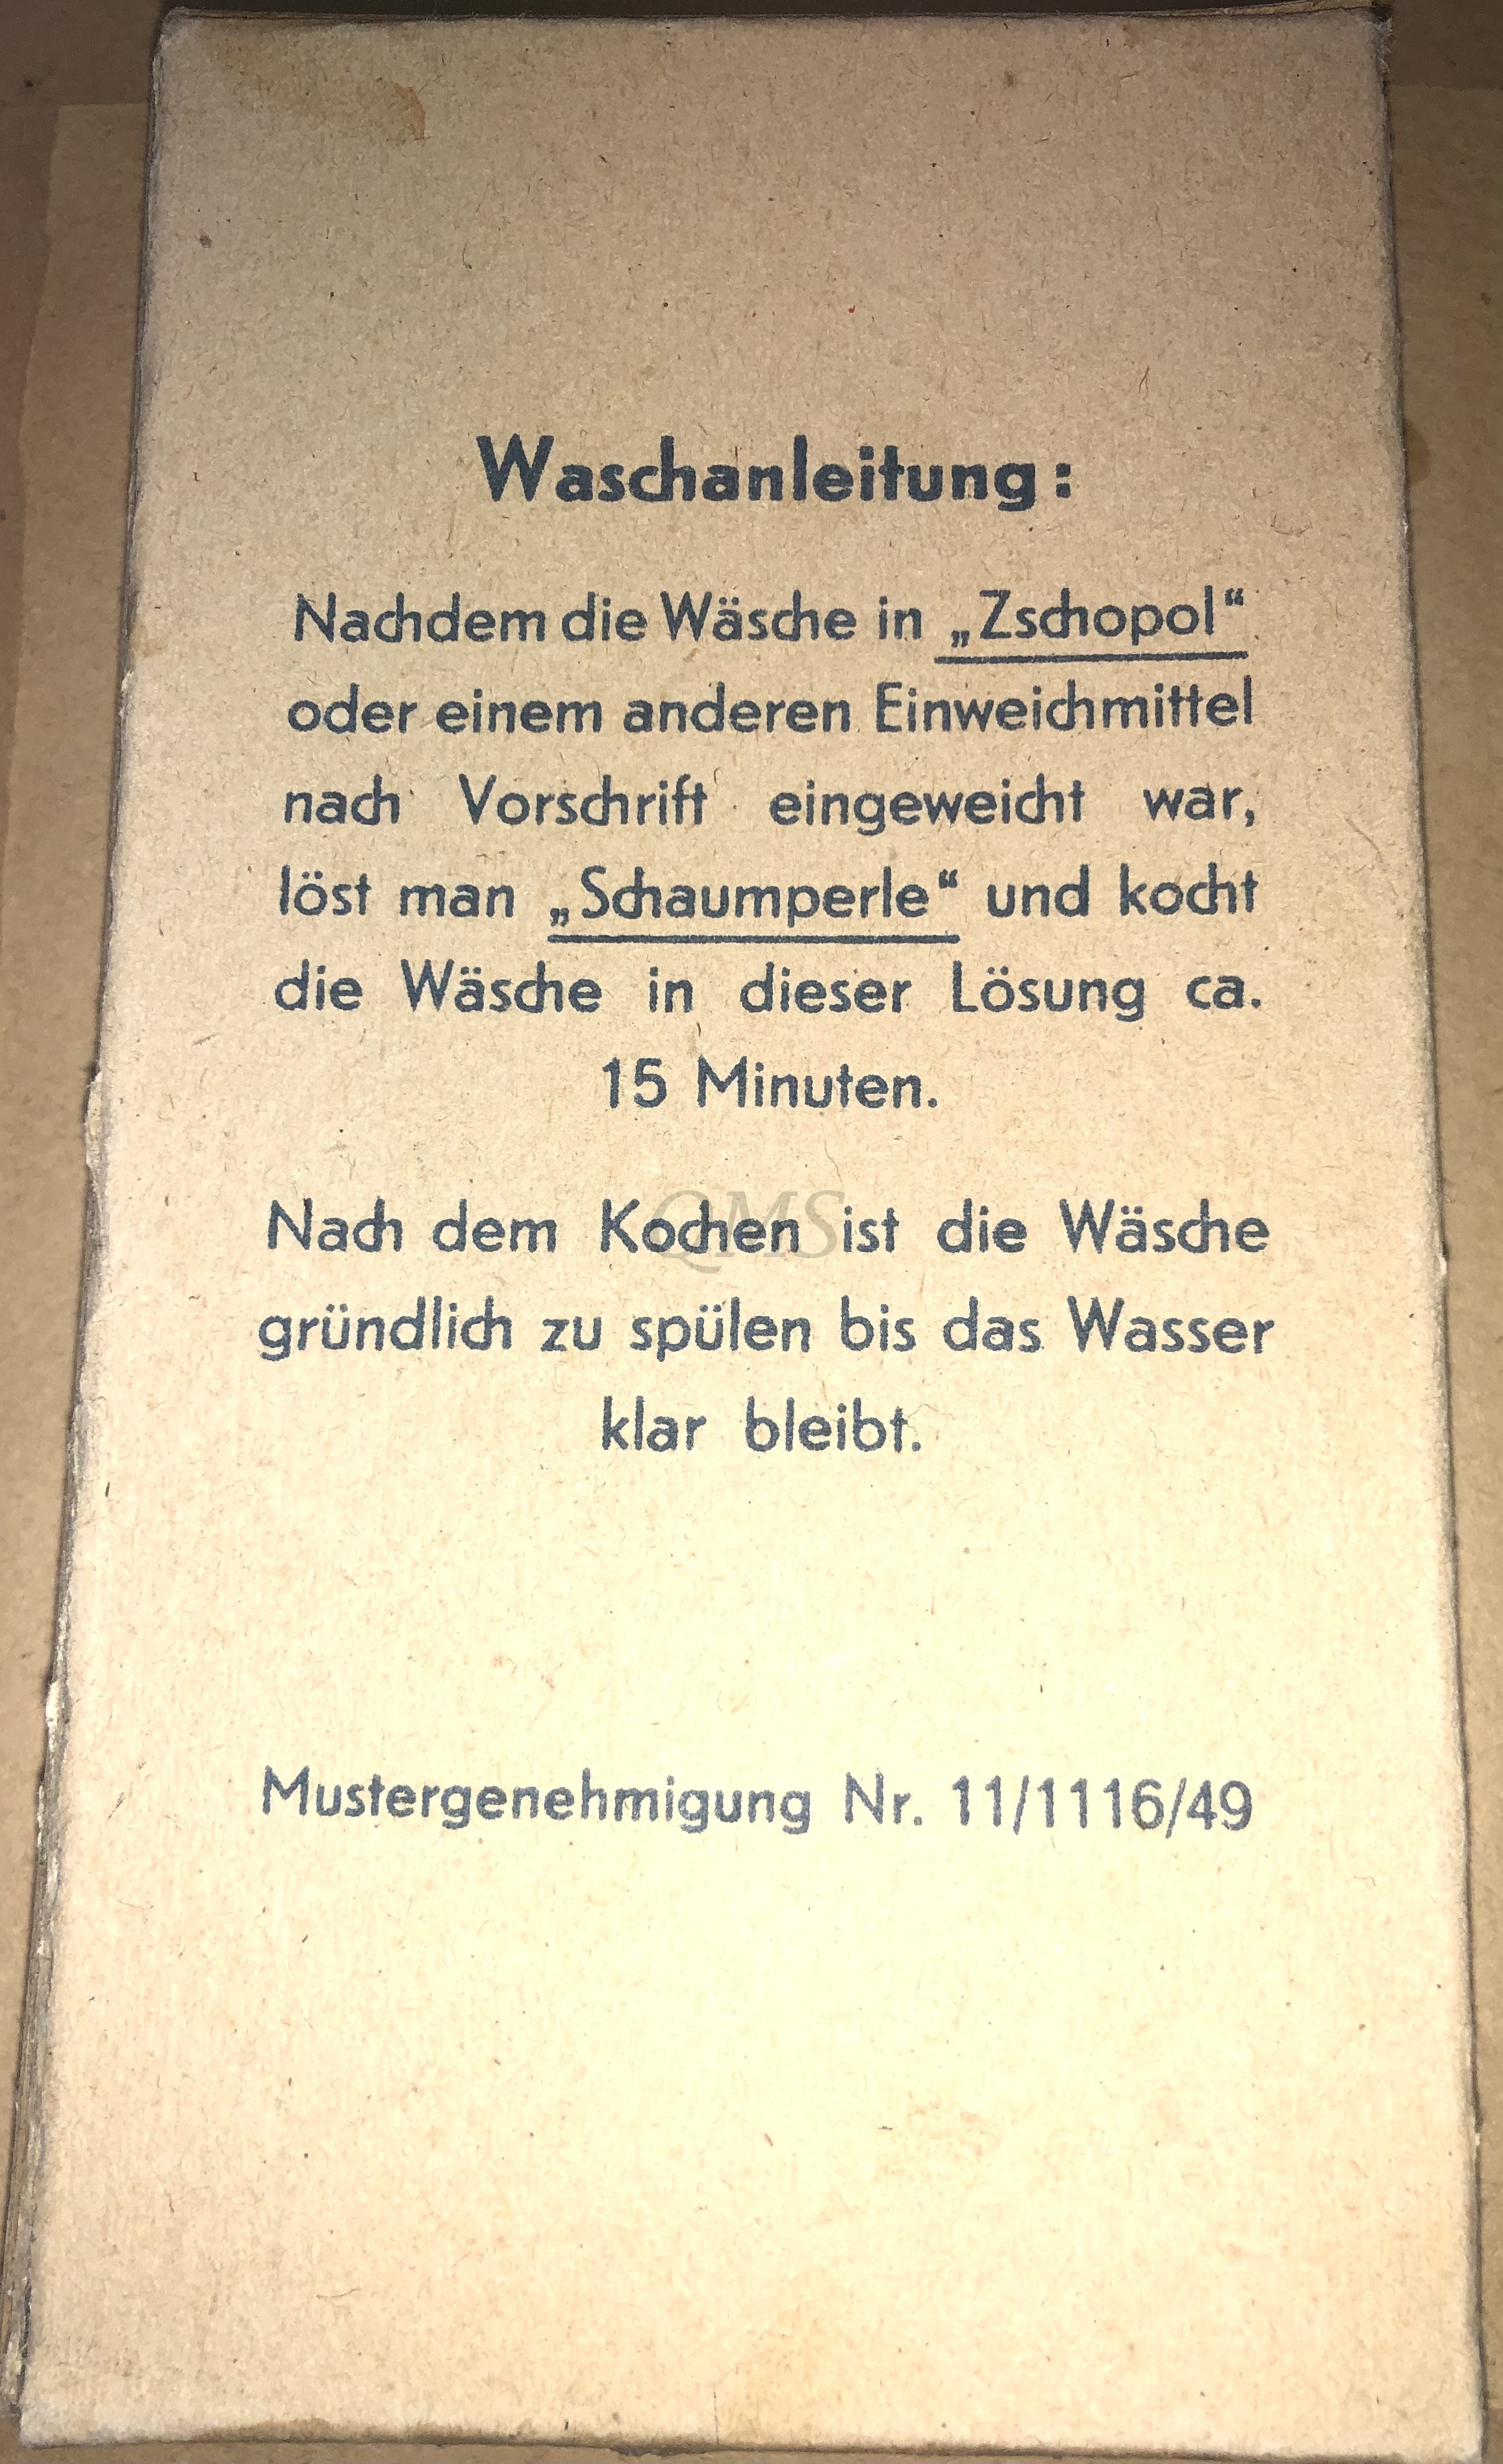 Waschanleitung:
Nachdem die Wäsche in „Zschopol“
oder einem anderen Einweichmittel
nach Vorschrift eingeweicht war,
löst man „Schaumperle“ und kocht
die Wäsche in dieser Lösung ca.
15 Minuten.
Nach dem Kochen ist die Wäsche
gründlich zu spülen bis das Wasser
klar bleibt.
Mustergenehmigung Nr. 11/1116/49
QMS